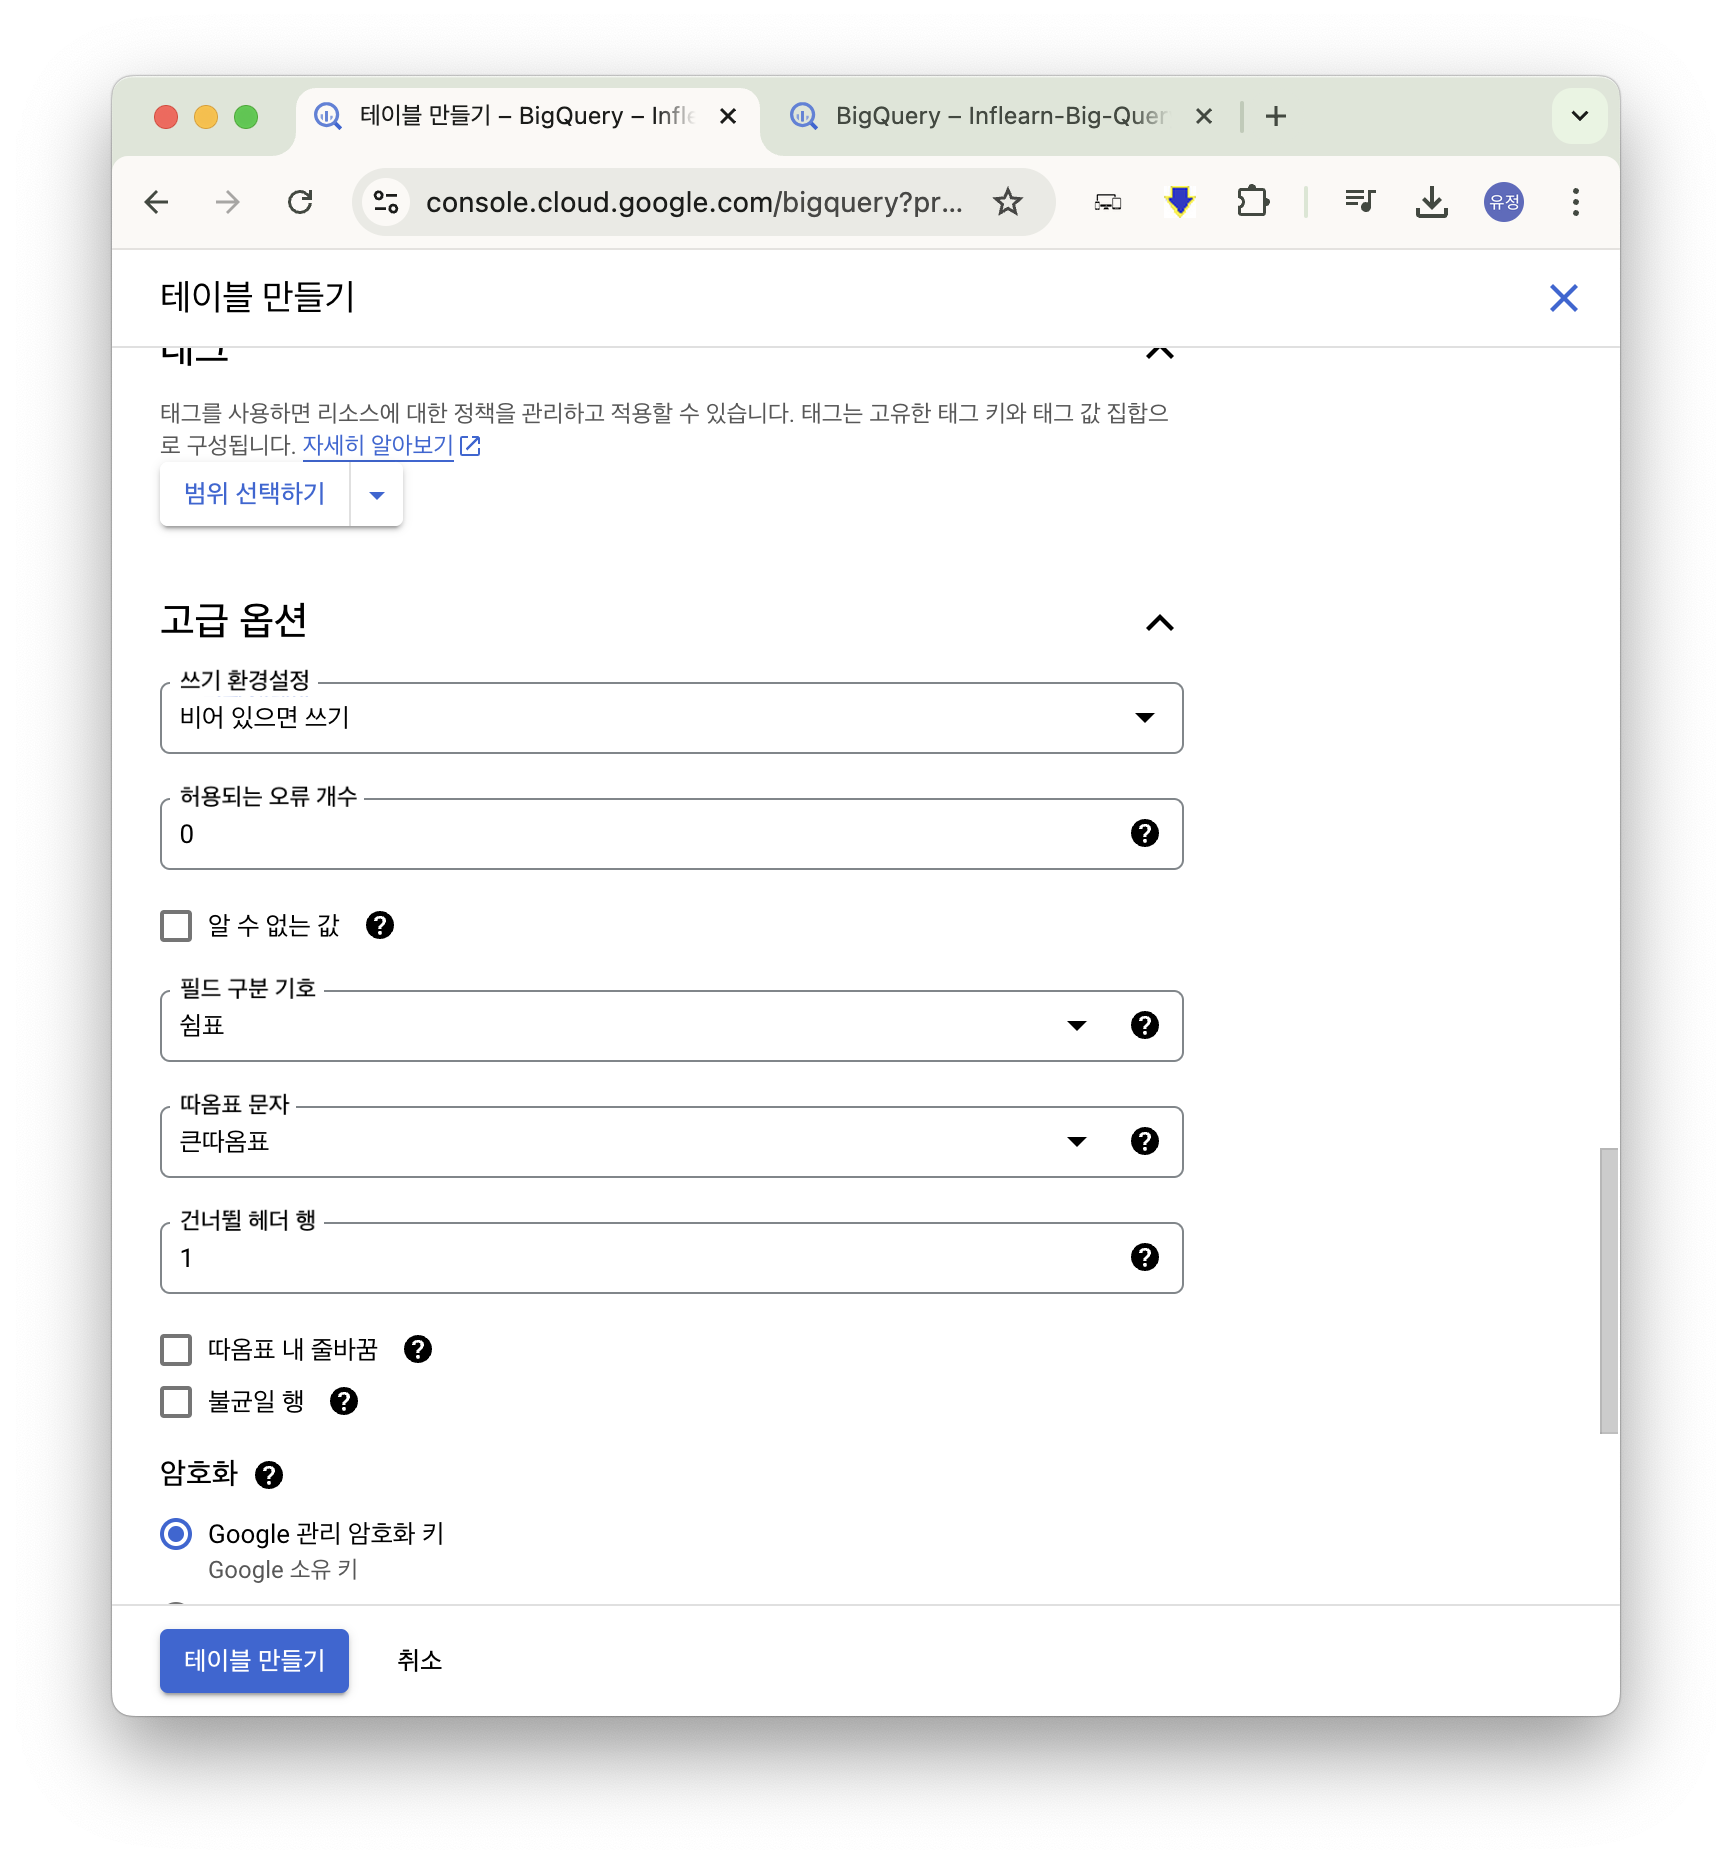 테이블 만들기 – BigQuery – Infle
BigQuery – Inflearn-Big-Quer
console.cloud.google.com/bigquery?pr...
유정
테이블 만들기
태그
태그를 사용하면 리소스에 대한 정책을 관리하고 적용할 수 있습니다. 태그는 고유한 태그 키와 태그 값 집합으
로 구성됩니다. 자세히 알아보기
범위 선택하기
고급 옵션
쓰기 환경설정
비어 있으면 쓰기
허용되는 오류 개수
0
알 수 없는 값
필드 구분 기호
쉼표
따옴표 문자
큰따옴표
건너뛸 헤더 행
1
따옴표 내 줄바꿈
불균일 행
암호화
Google 관리 암호화 키
Google 소유 키
테이블 만들기
취소